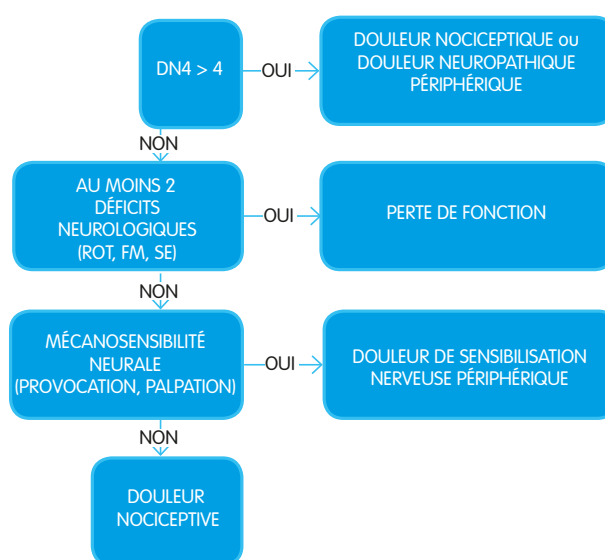 DN4 > 4
OUI
DOULEUR NOCICEPTIQUE ou
DOULEUR NEUROPATHIQUE
PÉRIPHÉRIQUE
NON
AU MOINS 2
DÉFICITS
NEUROLOGIQUES
(ROT, FM, SE)
OUI
PERTE DE FONCTION
NON
MÉCANOSENSIBILITÉ
NEURALE
(PROVOCATION, PALPATION)
OUI
DOULEUR DE SENSIBILISATION
NERVEUSE PÉRIPHÉRIQUE
NON
DOULEUR
NOCICEPTIVE